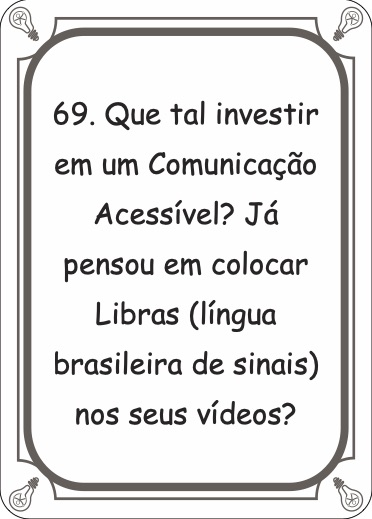 69. Que tal investir
em um Comunicação
Acessível? Já
pensou em colocar
Libras (língua
brasileira de sinais)
nos seus vídeos?